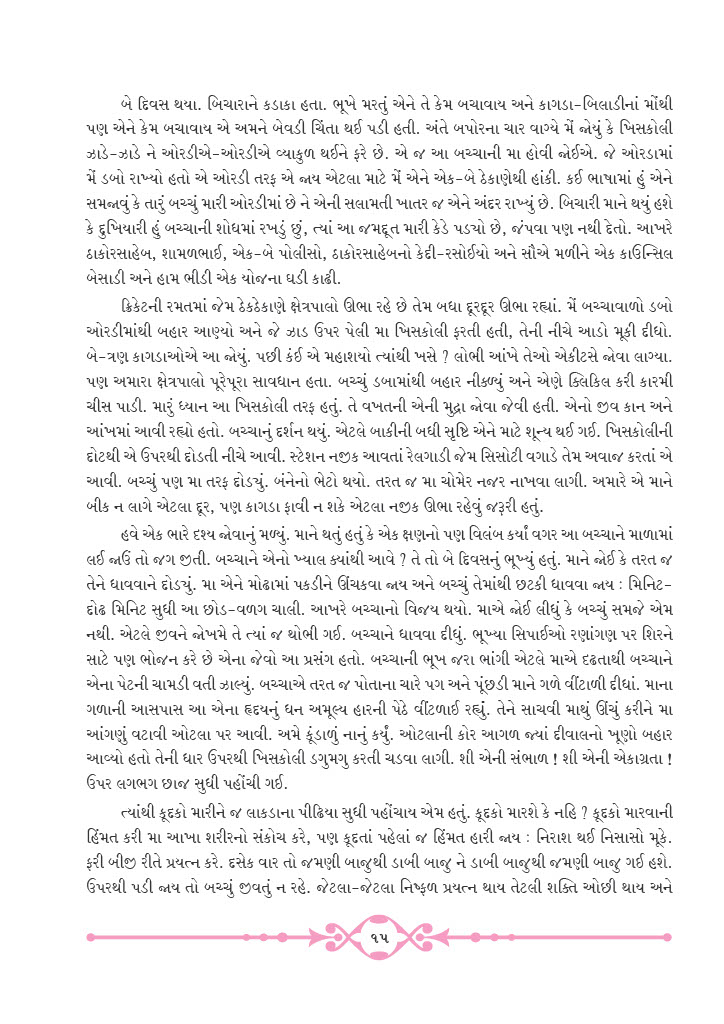 બે દિવસ થયા. બિચારાને કડાકા હતા. ભૂખે મરતું એને તે કેમ બચાવાય અને કાગડા-બિલાડીનાં મોંથી
પણ એને કેમ બચાવાય એ અમને બેવડી ચિંતા થઈ પડી હતી. અંતે બપોરના ચાર વાગ્યે મેં જોયું કે ખિસકોલી
ઝાડે-ઝાડે ને ઓરડીએ-ઓરડીએ વ્યાકુળ થઈને ફરે છે. એ જ આ બચ્ચાની મા હોવી જોઈએ. જે ઓરડામાં
મેં ડબો રાખ્યો હતો એ ઓરડી તરફ એ જાય એટલા માટે મેં એને એક-બે ઠેકાણેથી હાંકી. કઈ ભાષામાં હું એને
સમજાવું કે તારું બચ્ચું મારી ઓરડીમાં છે ને એની સલામતી ખાતર જ એને અંદર રાખ્યું છે. બિચારી માને થયું હશે
કે દુખિયારી હું બચ્ચાની શોધમાં રખડું છું, ત્યાં આ જમદૂત મારી કેડે પડ્યો છે, જંપવા પણ નથી દેતો. આખરે
ઠાકોરસાહેબ, શામળભાઈ, એક-બે પોલીસો, ઠાકોરસાહેબનો કેદી-રસોઈયો અને સૌએ મળીને એક કાઉન્સિલ
બેસાડી અને હામ ભીડી એક યોજના ઘડી કાઢી.
ક્રિકેટની રમતમાં જેમ ઠેકઠેકાણે ક્ષેત્રપાલો ઊભા રહે છે તેમ બધા દૂરદૂર ઊભા રહ્યાં. મેં બચ્ચાવાળો ડબો
ઓરડીમાંથી બહાર આણ્યો અને જે ઝાડ ઉપર પેલી મા ખિસકોલી ફરતી હતી, તેની નીચે આડો મૂકી દીધો.
બે-ત્રણ કાગડાઓએ આ જોયું. પછી કંઈ એ મહાશયો ત્યાંથી ખસે ? લોભી આંખે તેઓ એકીટસે જોવા લાગ્યા.
પણ અમારા ક્ષેત્રપાલો પૂરેપૂરા સાવધાન હતા. બચ્ચું ડબામાંથી બહાર નીકળ્યું અને એણે ક્લિકિલ કરી કારમી
ચીસ પાડી. મારું ધ્યાન આ ખિસકોલી તરફ હતું. તે વખતની એની મુદ્રા જોવા જેવી હતી. એનો જીવ કાન અને
આંખમાં આવી રહ્યો હતો. બચ્ચાનું દર્શન થયું. એટલે બાકીની બધી સૃષ્ટિ એને માટે શૂન્ય થઈ ગઈ. ખિસકોલીની
દોટથી એ ઉપરથી દોડતી નીચે આવી. સ્ટેશન નજીક આવતાં રેલગાડી જેમ સિસોટી વગાડે તેમ અવાજ કરતાં એ
આવી. બચ્ચું પણ મા તરફ દોડ્યું. બંનેનો ભેટો થયો. તરત જ મા ચોમેર નજર નાખવા લાગી. અમારે એ માને
બીક ન લાગે એટલા દૂર, પણ કાગડા ફાવી ન શકે એટલા નજીક ઊભા રહેવું જરૂરી હતું.
હવે એક ભારે દૃશ્ય જોવાનું મળ્યું. માને થતું હતું કે એક ક્ષણનો પણ વિલંબ કર્યા વગર આ બચ્ચાને માળામાં
લઈ જાઉં તો જગ જીતી. બચ્ચાને એનો ખ્યાલ ક્યાંથી આવે ? તે તો બે દિવસનું ભૂખ્યું હતું. માને જોઈ કે તરત જ
તેને ધાવવાને દોડ્યું. મા એને મોઢામાં પકડીને ઊંચકવા જાય અને બચ્ચું તેમાંથી છટકી ધાવવા જાય : મિનિટ-
દોઢ મિનિટ સુધી આ છોડ-વળગ ચાલી. આખરે બચ્ચાનો વિજય થયો. માએ જોઈ લીધું કે બચ્ચું સમજે એમ
નથી. એટલે જીવને જોખમે તે ત્યાં જ થોભી ગઈ. બચ્ચાને ધાવવા દીધું. ભૂખ્યા સિપાઈઓ રણાંગણ પર શિરને
સાટે પણ ભોજન કરે છે એના જેવો આ પ્રસંગ હતો. બચ્ચાની ભૂખ જરા ભાંગી એટલે માએ દૃઢતાથી બચ્ચાને
એના પેટની ચામડી વતી ઝાલ્યું. બચ્ચાએ તરત જ પોતાના ચારે પગ અને પૂંછડી માને ગળે વીંટાળી દીધાં. માના
ગળાની આસપાસ આ એના હૃદયનું ધન અમૂલ્ય હારની પેઠે વીંટળાઈ રહ્યું. તેને સાચવી માથું ઊંચું કરીને મા
આંગણું વટાવી ઓટલા પર આવી. અમે કૂંડાળું નાનું કર્યું. ઓટલાની કોર આગળ જ્યાં દીવાલનો ખૂણો બહાર
આવ્યો હતો તેની ધાર ઉપરથી ખિસકોલી ડગુમગુ કરતી ચડવા લાગી. શી એની સંભાળ ! શી એની એકાગ્રતા !
ઉપર લગભગ છાજ સુધી પહોંચી ગઈ.
ત્યાંથી કૂદકો મારીને જ લાકડાના પીઢિયા સુધી પહોંચાય એમ હતું. કૂદકો મારશે કે નહિ ? કૂદકો મારવાની
હિંમત કરી મા આખા શરીરનો સંકોચ કરે, પણ કૂદતાં પહેલાં જ હિંમત હારી જાય : નિરાશ થઈ નિસાસો મૂકે.
ફરી બીજી રીતે પ્રયત્ન કરે. દસેક વાર તો જમણી બાજુથી ડાબી બાજુ ને ડાબી બાજુથી જમણી બાજુ ગઈ હશે.
ઉપરથી પડી જાય તો બચ્ચું જીવતું ન રહે. જેટલા-જેટલા નિષ્ફળ પ્રયત્ન થાય તેટલી શક્તિ ઓછી થાય અને
૧૫